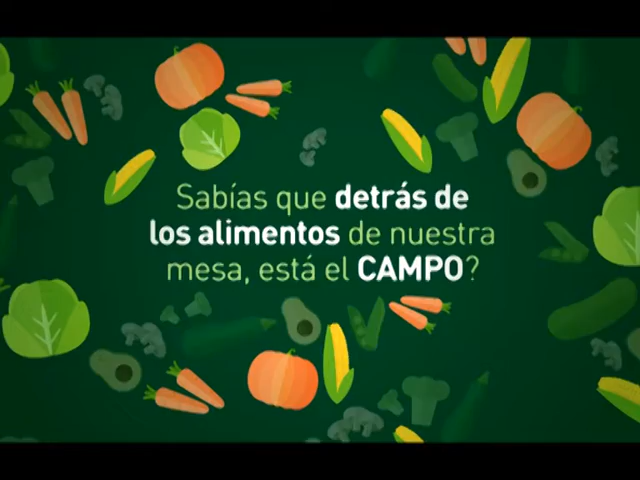 Sabías que detrás de
los alimentos de nuestra
mesa, está el CAMPO?